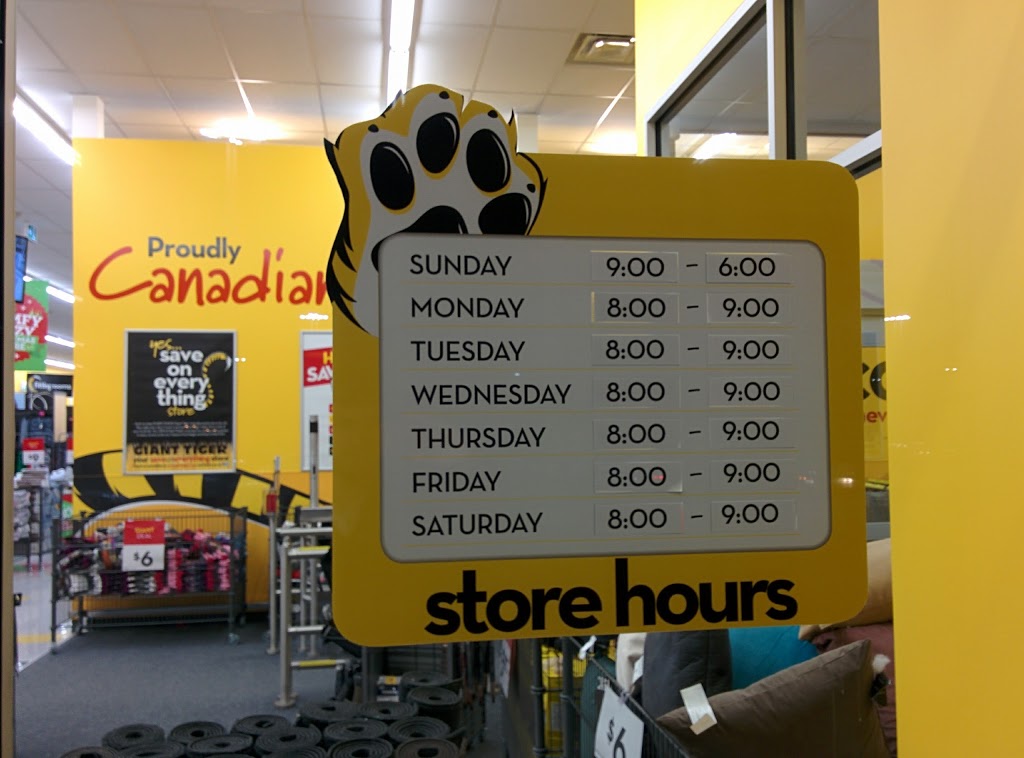 Proudly
Canadian
yes...
save
on
every
thing
store
GIANT TIGER
SUNDAY 9:00 - 6:00
MONDAY 8:00 - 9:00
TUESDAY 8:00 - 9:00
WEDNESDAY 8:00 - 9:00
THURSDAY 8:00 - 9:00
FRIDAY 8:00 - 9:00
SATURDAY 8:00 - 9:00
store hours
$6
$6